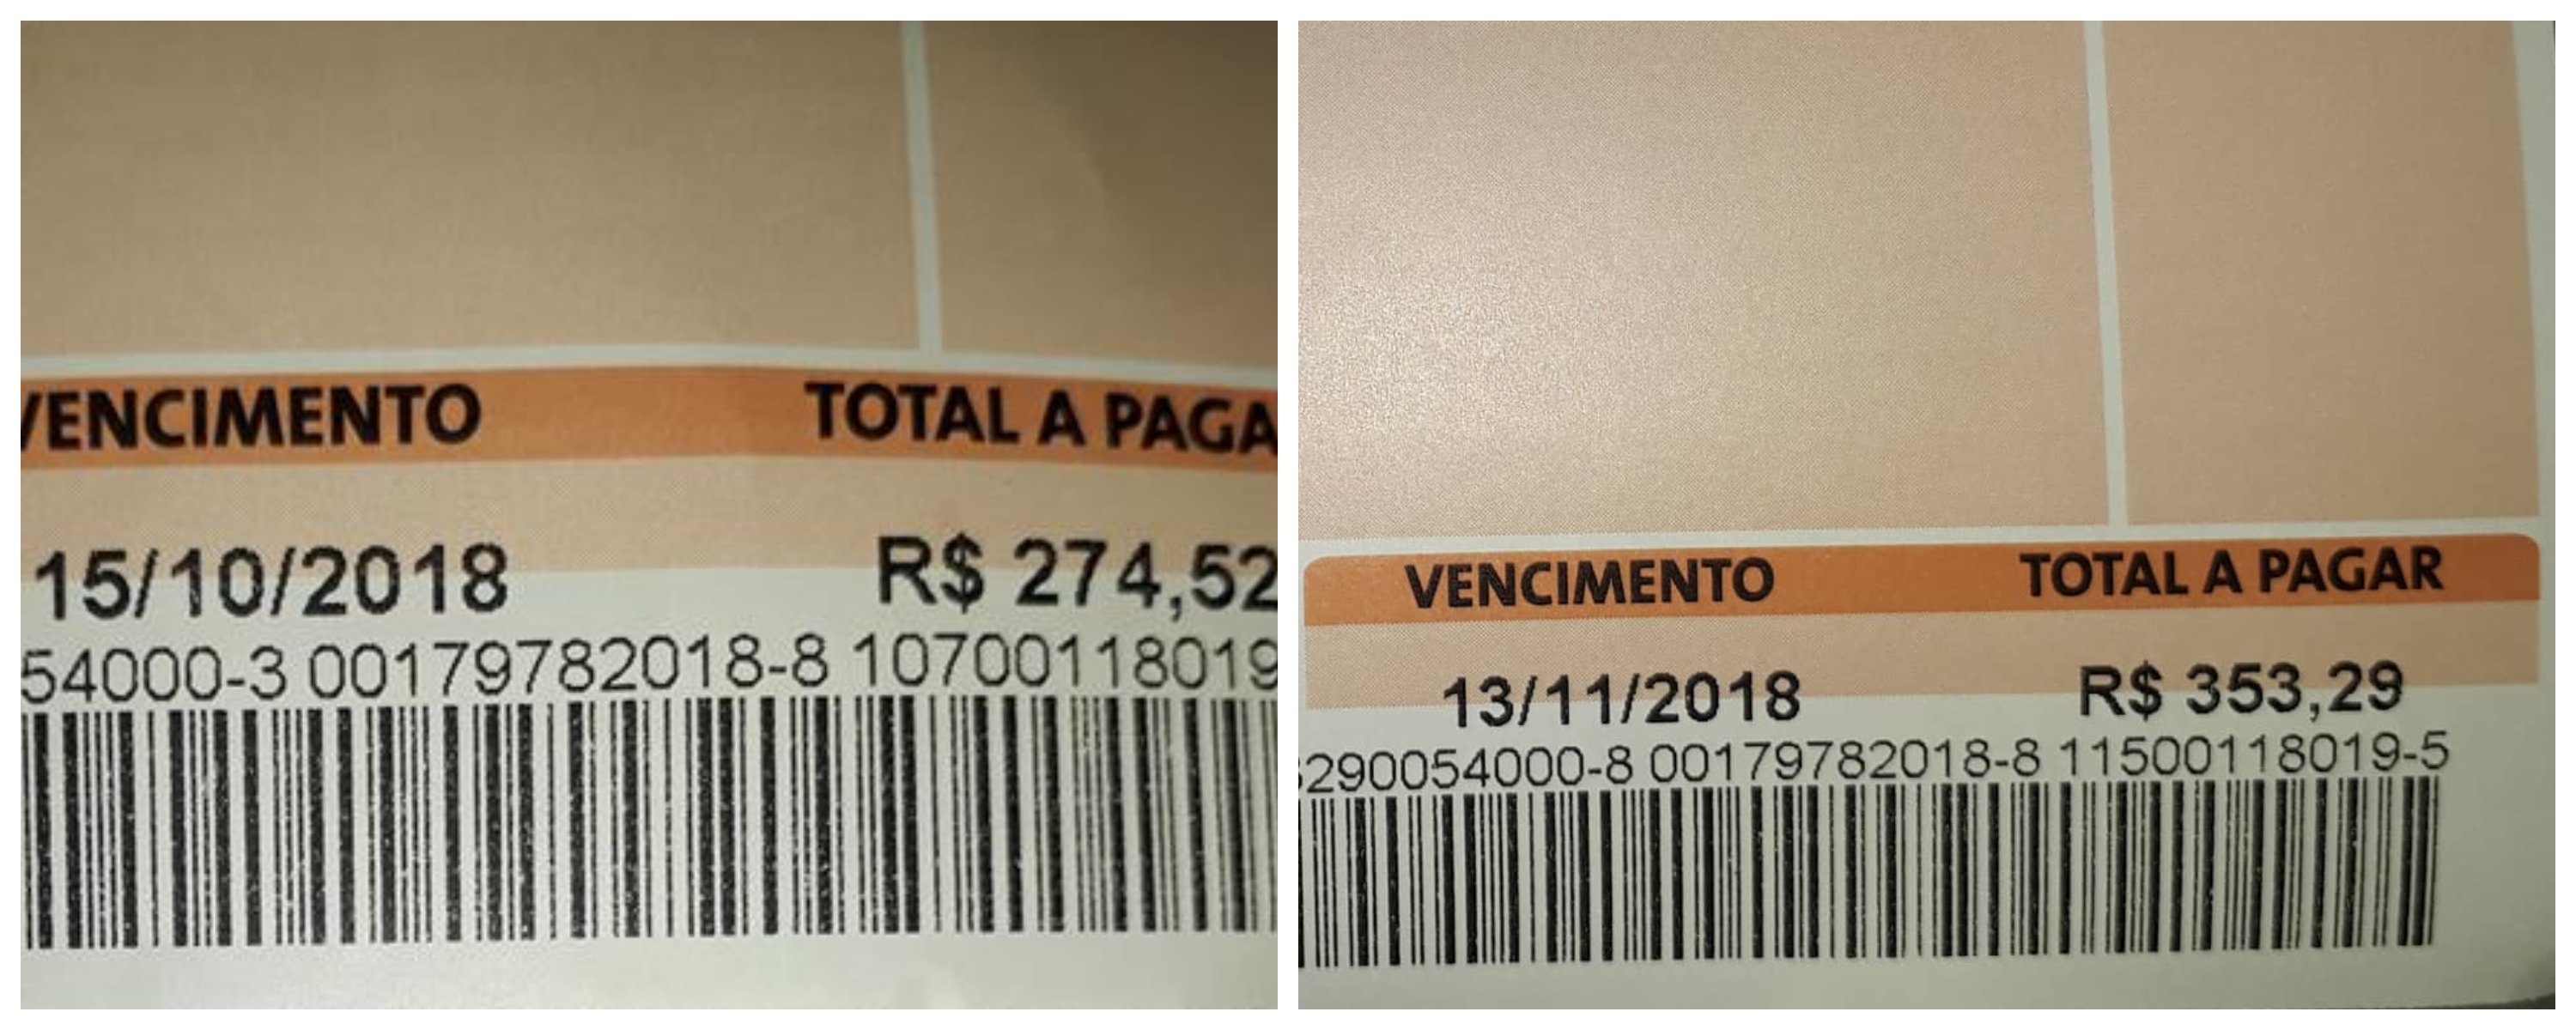 VENCIMENTO TOTAL A PAGA
15/10/2018 R$ 274,52
54000-3 00179782018-8 10700118019
VENCIMENTO TOTAL A PAGAR
13/11/2018 R$ 353,29
290054000-8 00179782018-8 11500118019-5